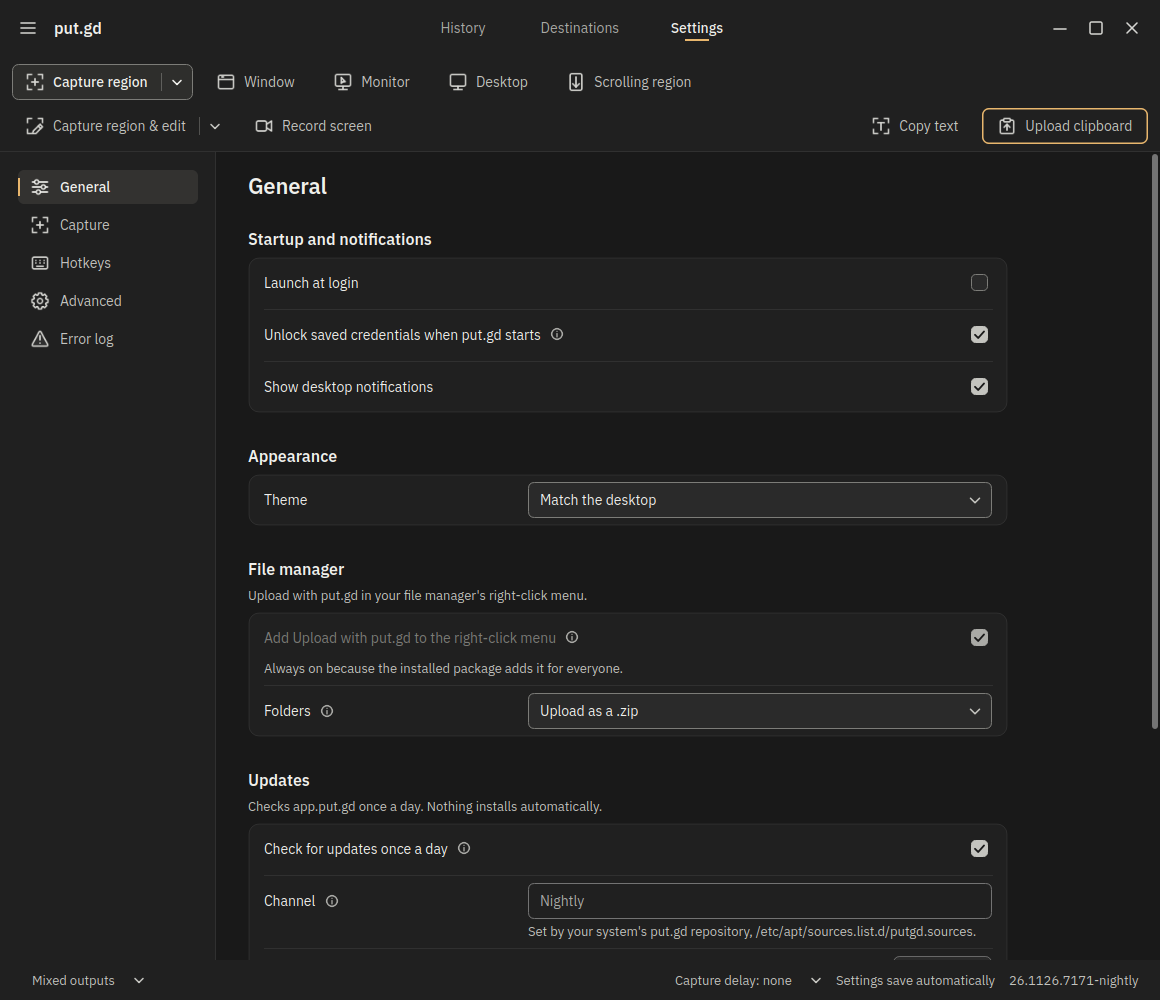 put.gd
History
Destinations
Settings
Capture region
Window
Monitor
Desktop
Scrolling region
Capture region & edit
Record screen
Copy text
Upload clipboard
General
Capture
Hotkeys
Advanced
Error log
General
Startup and notifications
Launch at login
Unlock saved credentials when put.gd starts
Show desktop notifications
Appearance
Theme
Match the desktop
File manager
Upload with put.gd in your file manager's right-click menu.
Add Upload with put.gd to the right-click menu
Always on because the installed package adds it for everyone.
Folders
Upload as a .zip
Updates
Checks app.put.gd once a day. Nothing installs automatically.
Check for updates once a day
Channel
Nightly
Set by your system's put.gd repository, /etc/apt/sources.list.d/putgd.sources.
Mixed outputs
Capture delay: none
Settings save automatically
26.1126.7171-nightly